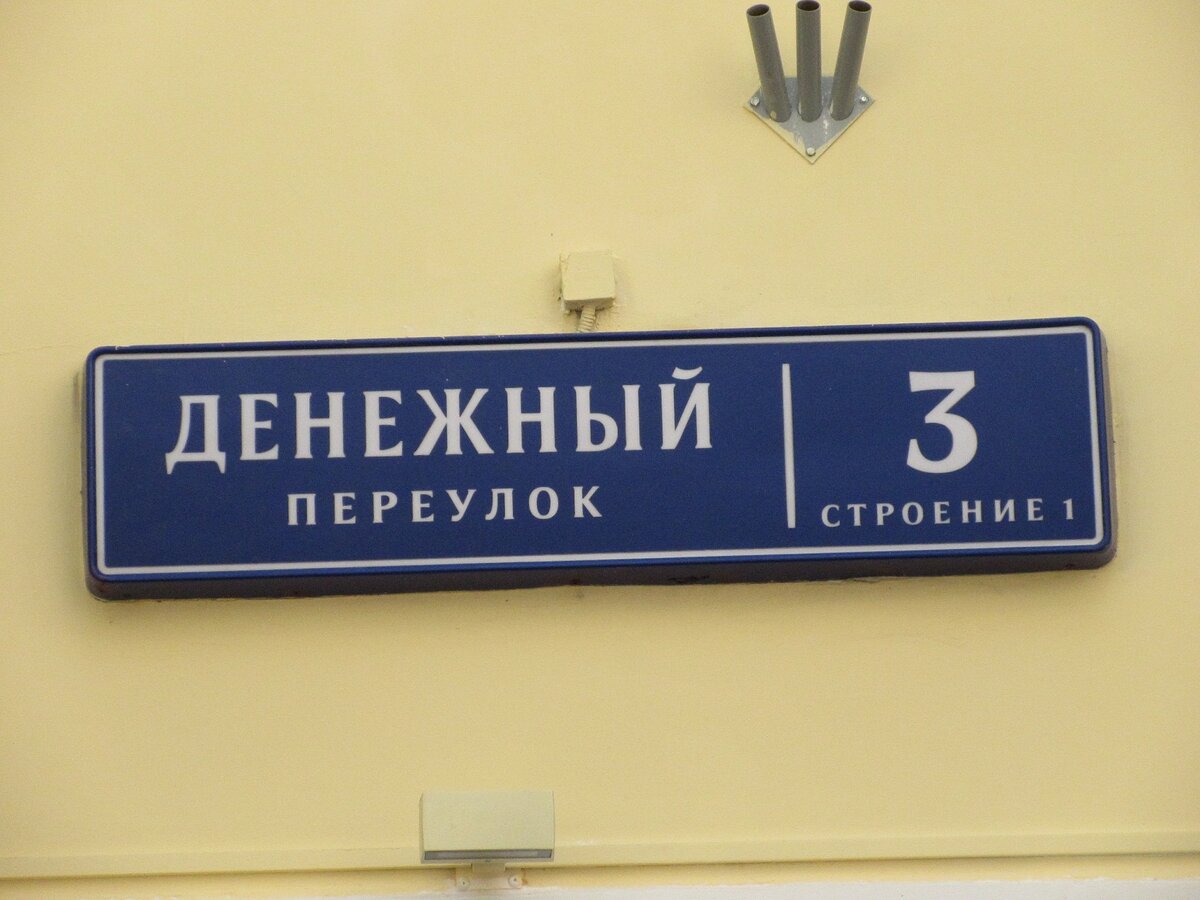 ДЕНЕЖНЫЙ
ПЕРЕУЛОК
3
СТРОЕНИЕ 1